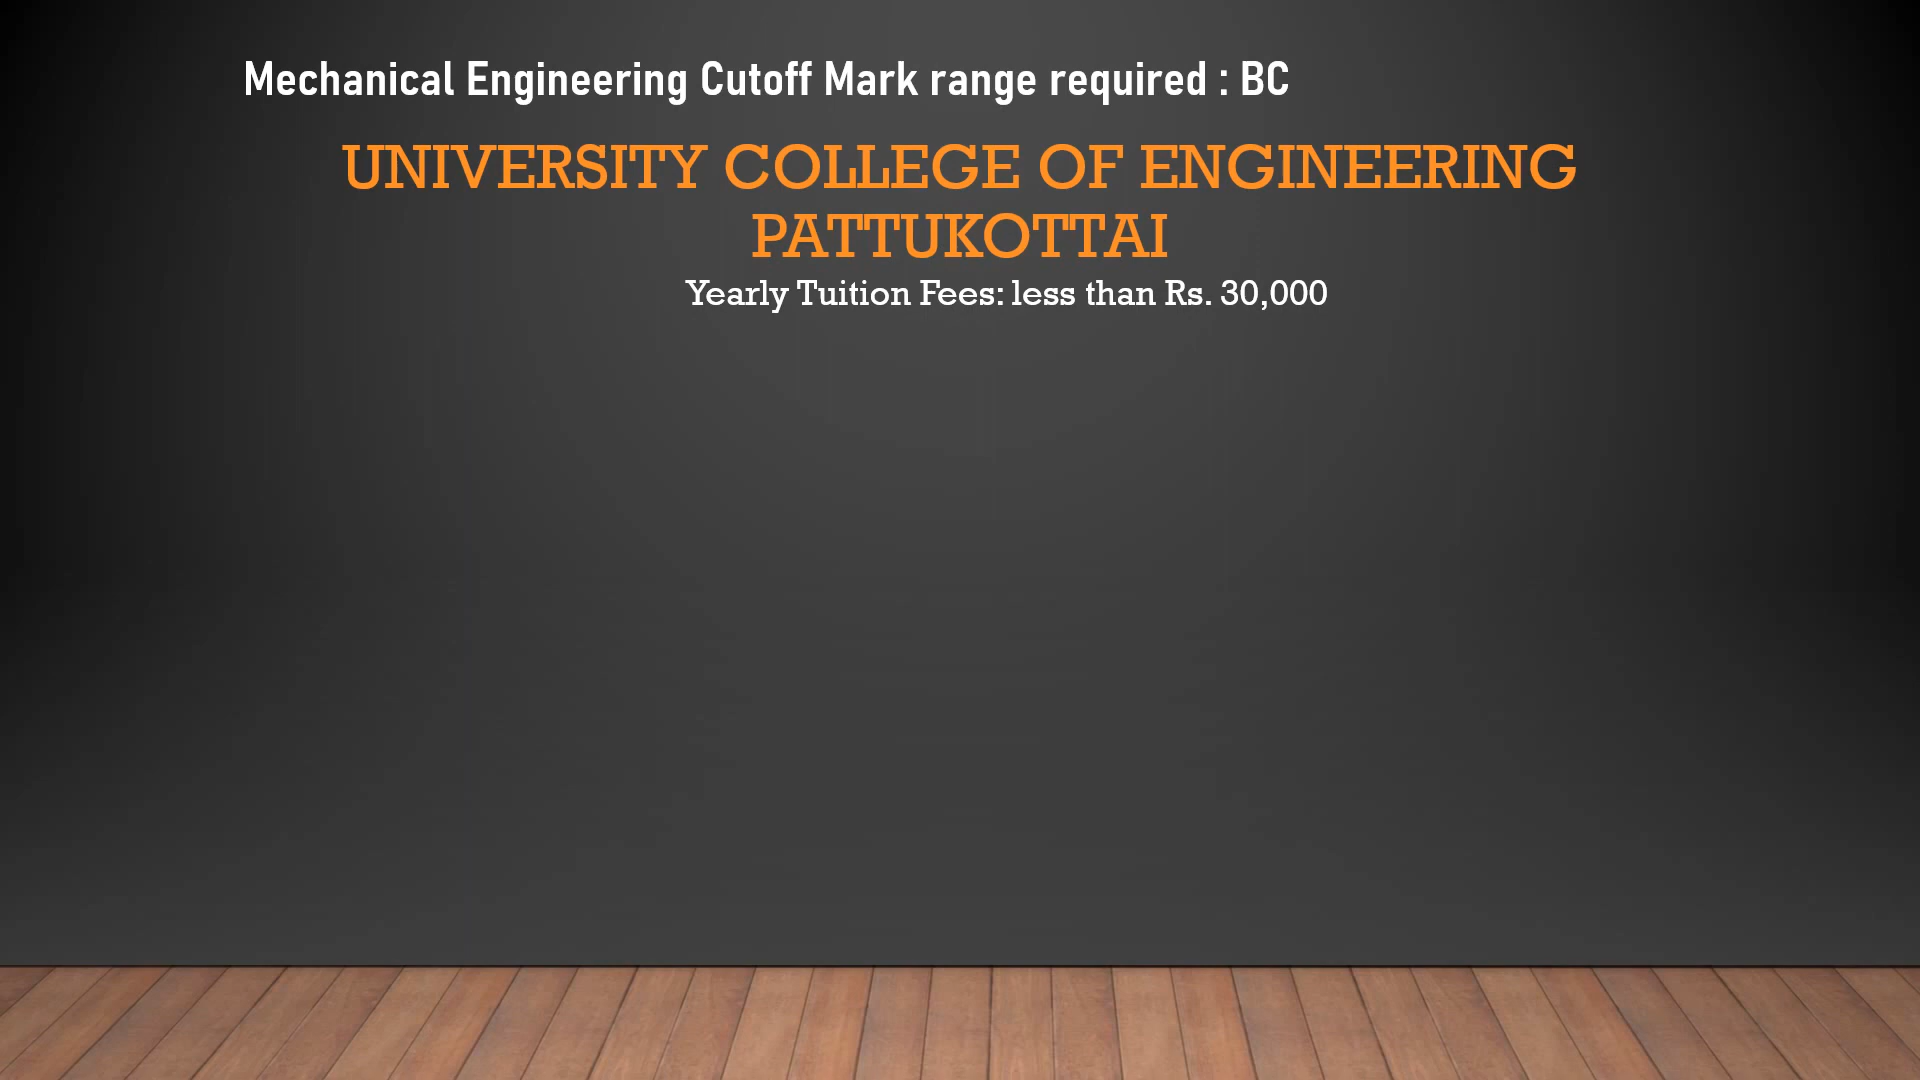 Mechanical Engineering Cutoff Mark range required : BC
UNIVERSITY COLLEGE OF ENGINEERING
PATTUKOTTAI
Yearly Tuition Fees: less than Rs. 30,000